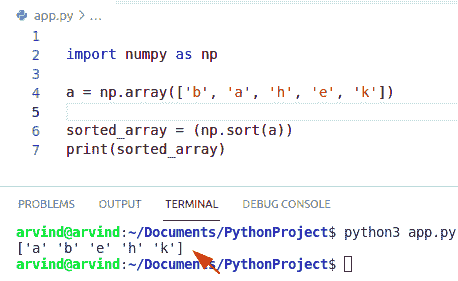 app.py > ...
1
2 import numpy as np
3
4 a = np.array(['b', 'a', 'h', 'e', 'k'])
5
6 sorted_array = (np.sort(a))
7 print(sorted_array)
PROBLEMS OUTPUT TERMINAL DEBUG CONSOLE
arvind@arvind:~/Documents/PythonProject$ python3 app.py
['a' 'b' 'e' 'h' 'k']
arvind@arvind:~/Documents/PythonProject$